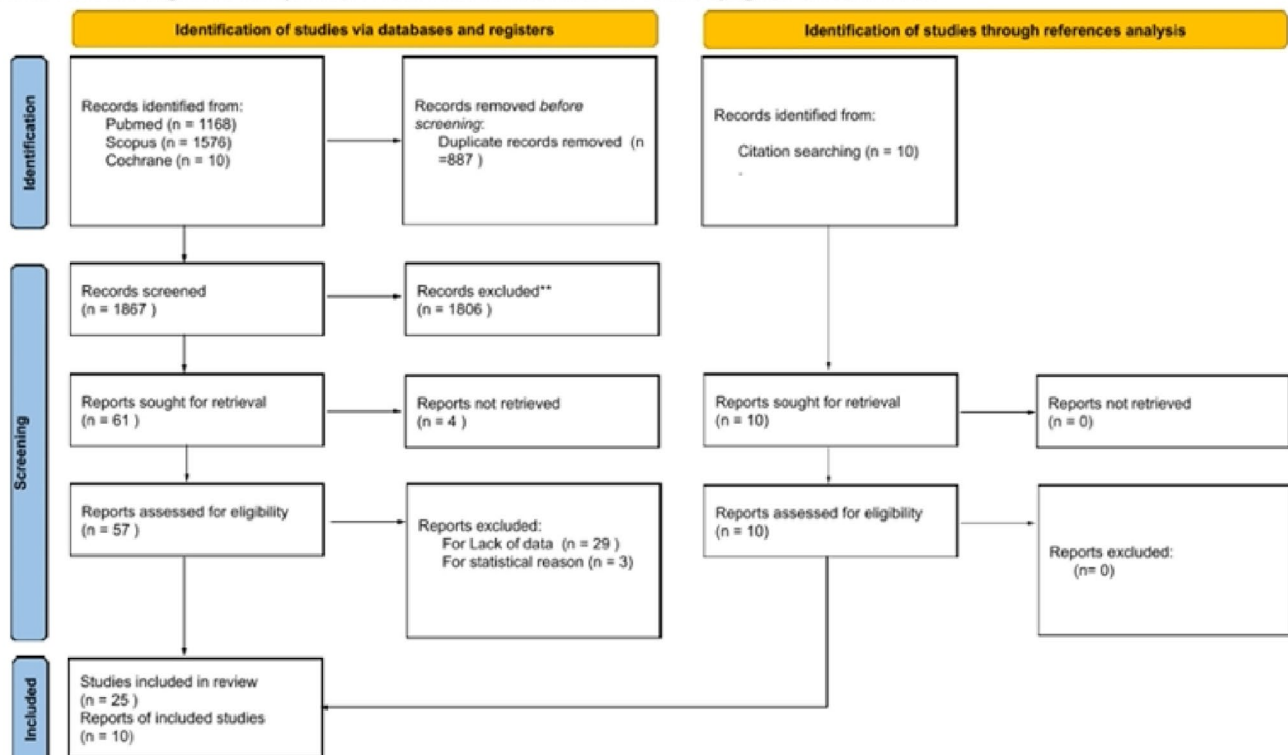 Identification of studies via databases and registers
Identification of studies through references analysis
Identification
Records identified from:
Pubmed (n = 1168)
Scopus (n = 1576)
Cochrane (n = 10)
Records removed before
screening:
Duplicate records removed (n
=887 )
Records identified from:
Citation searching (n = 10)
.
Screening
Records screened
(n = 1867 )
Records excluded**
(n = 1806 )
Reports sought for retrieval
(n = 61 )
Reports not retrieved
(n = 4 )
Reports sought for retrieval
(n = 10)
Reports not retrieved
(n = 0)
Reports assessed for eligibility
(n = 57 )
Reports excluded:
For Lack of data (n = 29 )
For statistical reason (n = 3)
Reports assessed for eligibility
(n = 10)
Reports excluded:
(n= 0)
Included
Studies included in review
(n = 25 )
Reports of included studies
(n = 10)